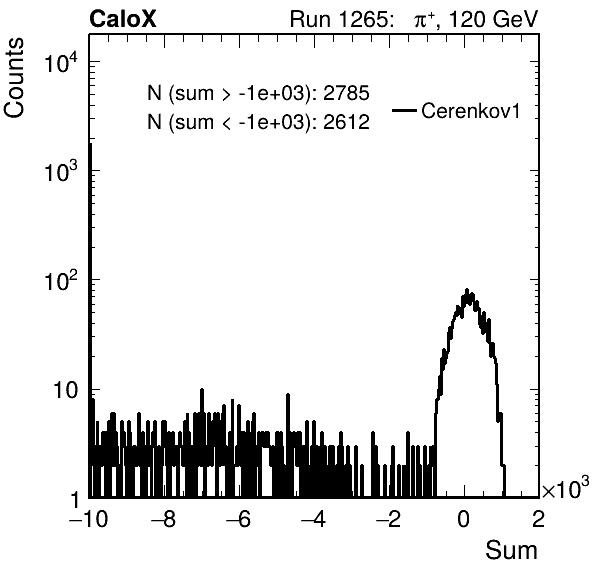 CaloX Run 1265: π⁺, 120 GeV
Counts
N (sum > -1e+03): 2785
N (sum < -1e+03): 2612
Cerenkov1
10⁴
10³
10²
10
1
−10 −8 −6 −4 −2 0 2
×10³
Sum